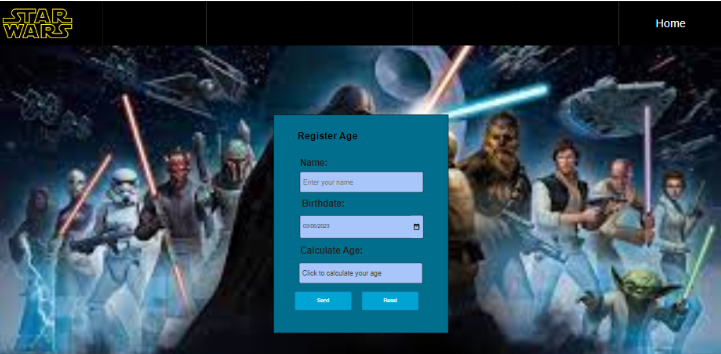 STAR
WARS
Home
Register Age
Name:
Enter your name
Birthdate:
03/06/2023
Calculate Age:
Click to calculate your age
Send
Reset